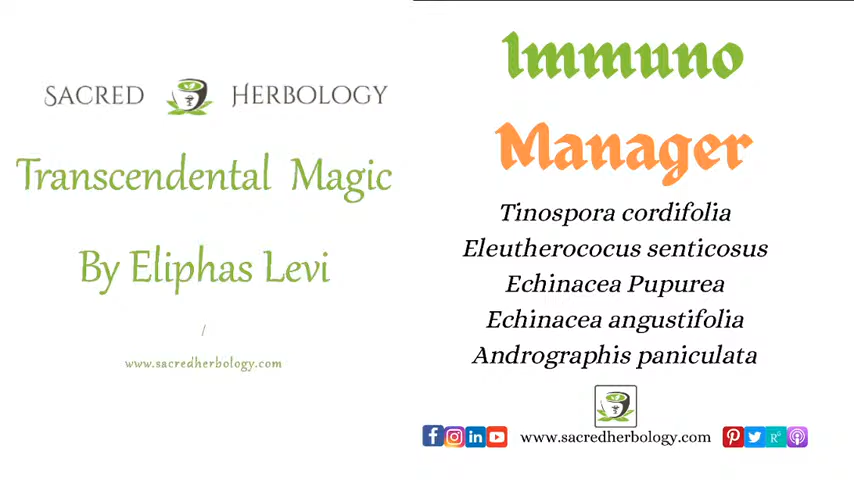 SACRED HERBOLOGY
Transcendental Magic
By Eliphas Levi
/
www.sacredherbology.com
Immuno
Manager
Tinospora cordifolia
Eleutherococus senticosus
Echinacea Pupurea
Echinacea angustifolia
Andrographis paniculata
www.sacredherbology.com